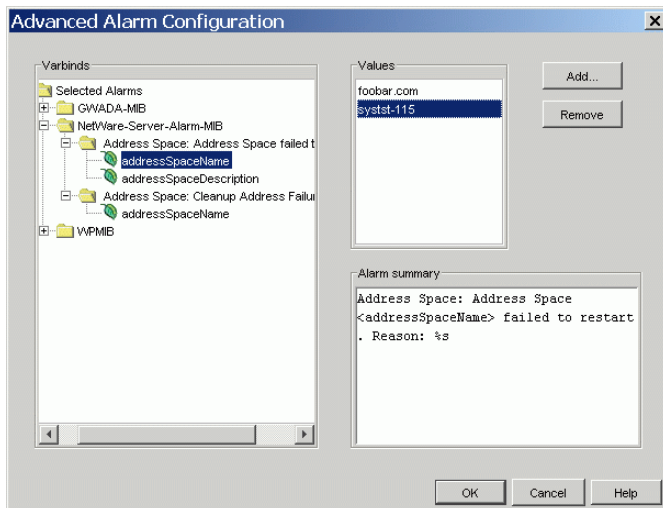 Advanced Alarm Configuration
Varbinds
Selected Alarms
GWADA-MIB
NetWare-Server-Alarm-MIB
Address Space: Address Space failed t
addressSpaceName
addressSpaceDescription
Address Space: Cleanup Address Failu
addressSpaceName
WPMIB
Values
foobar.com
systst-115
Add...
Remove
Alarm summary
Address Space: Address Space
<addressSpaceName> failed to restart
. Reason: %s
OK
Cancel
Help